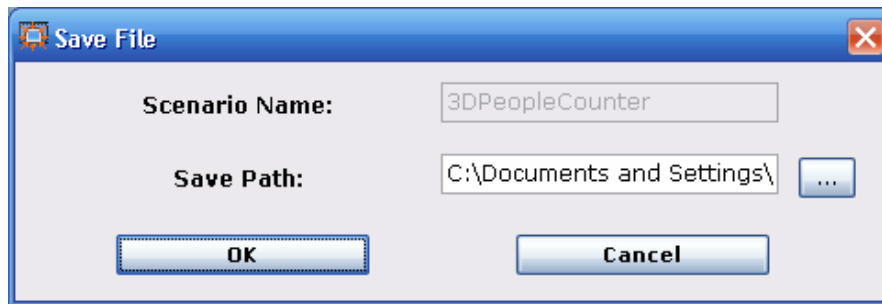 Save File
Scenario Name: 3DPeopleCounter
Save Path: C:\Documents and Settings\ ...
OK Cancel